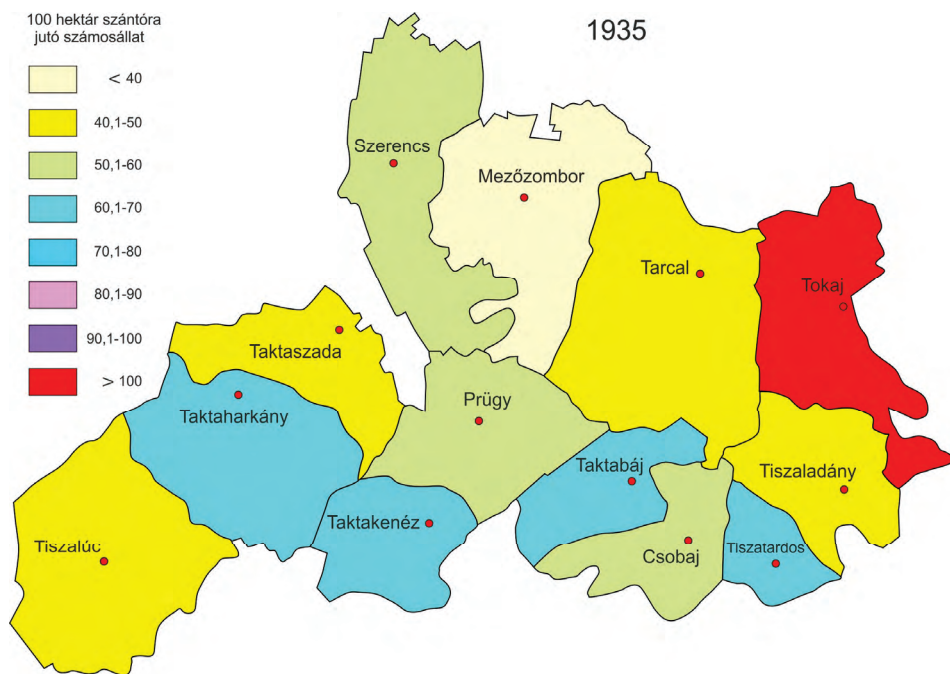 100 hektár szántóra
jutó számosállat
< 40
40,1-50
50,1-60
60,1-70
70,1-80
80,1-90
90,1-100
> 100
1935
Szerencs
Mezőzombor
Tarcal
Tokaj
Taktaszada
Taktaharkány
Prügy
Taktabáj
Tiszaladány
Taktakenéz
Tiszalúc
Csobaj
Tiszatardos